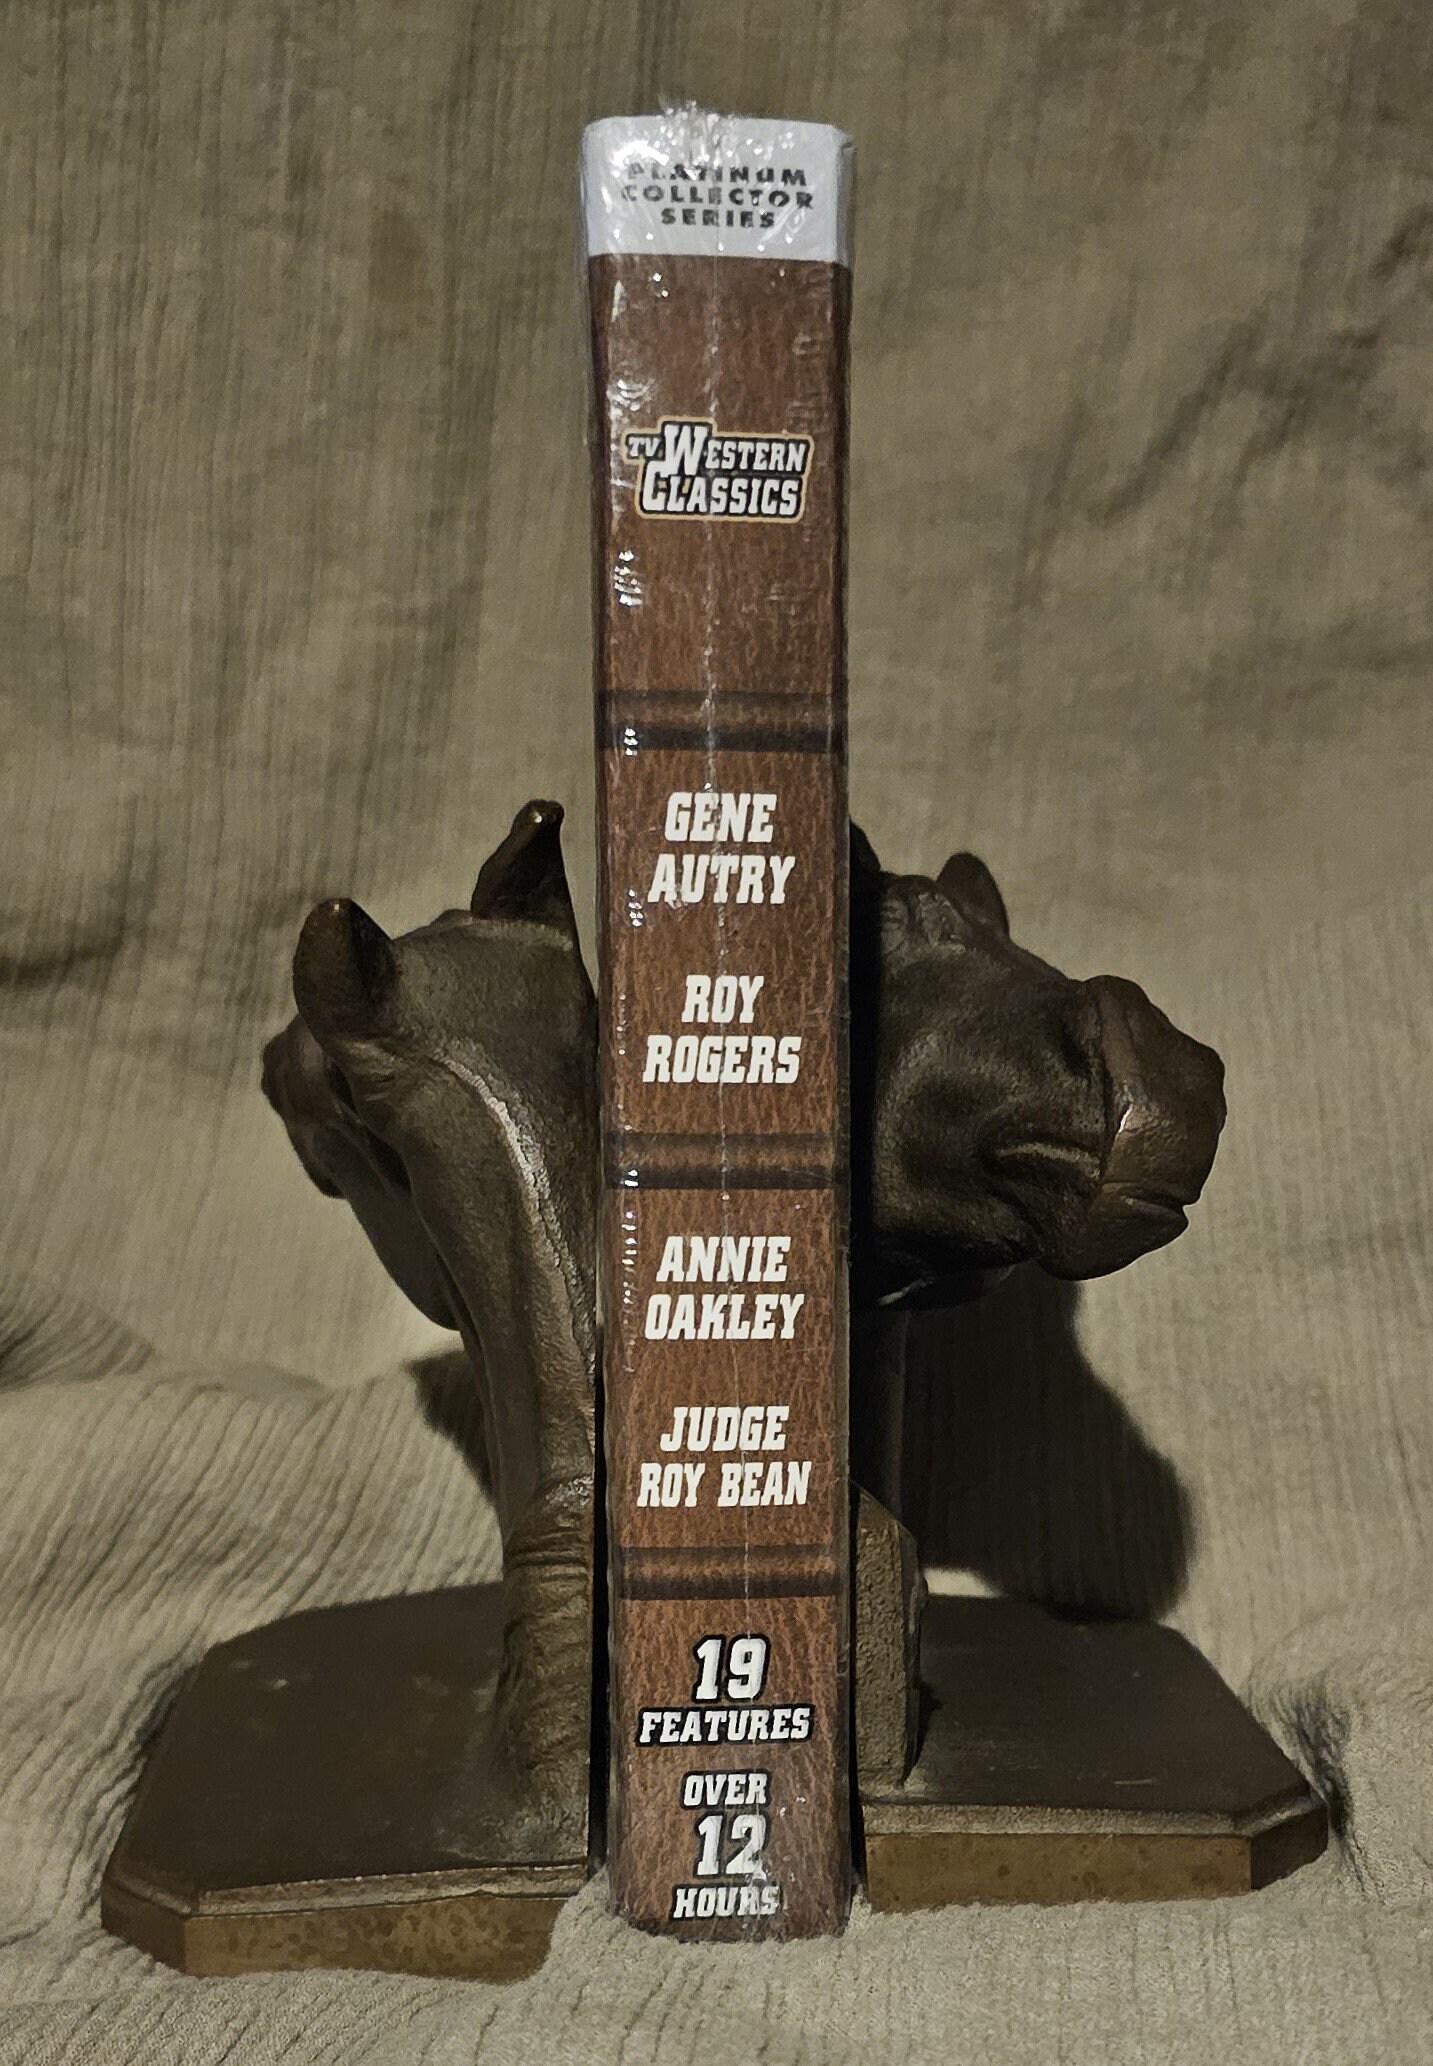 PLATINUM
COLLECTOR
SERIES
TV WESTERN
CLASSICS
GENE
AUTRY
ROY
ROGERS
ANNIE
OAKLEY
JUDGE
ROY BEAN
19
FEATURES
OVER
12
HOURS